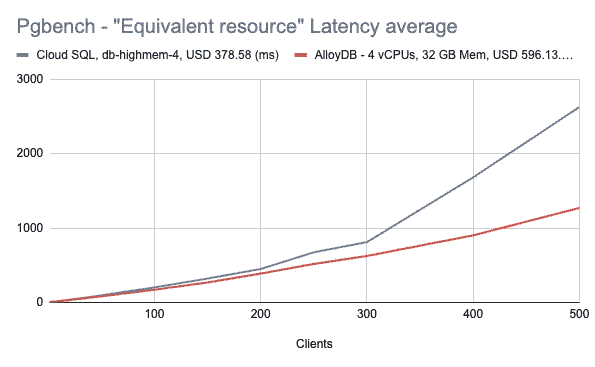 Pgbench - "Equivalent resource" Latency average
Cloud SQL, db-highmem-4, USD 378.58 (ms) AlloyDB - 4 vCPUs, 32 GB Mem, USD 596.13.…
3000
2000
1000
0
100 200 300 400 500
Clients